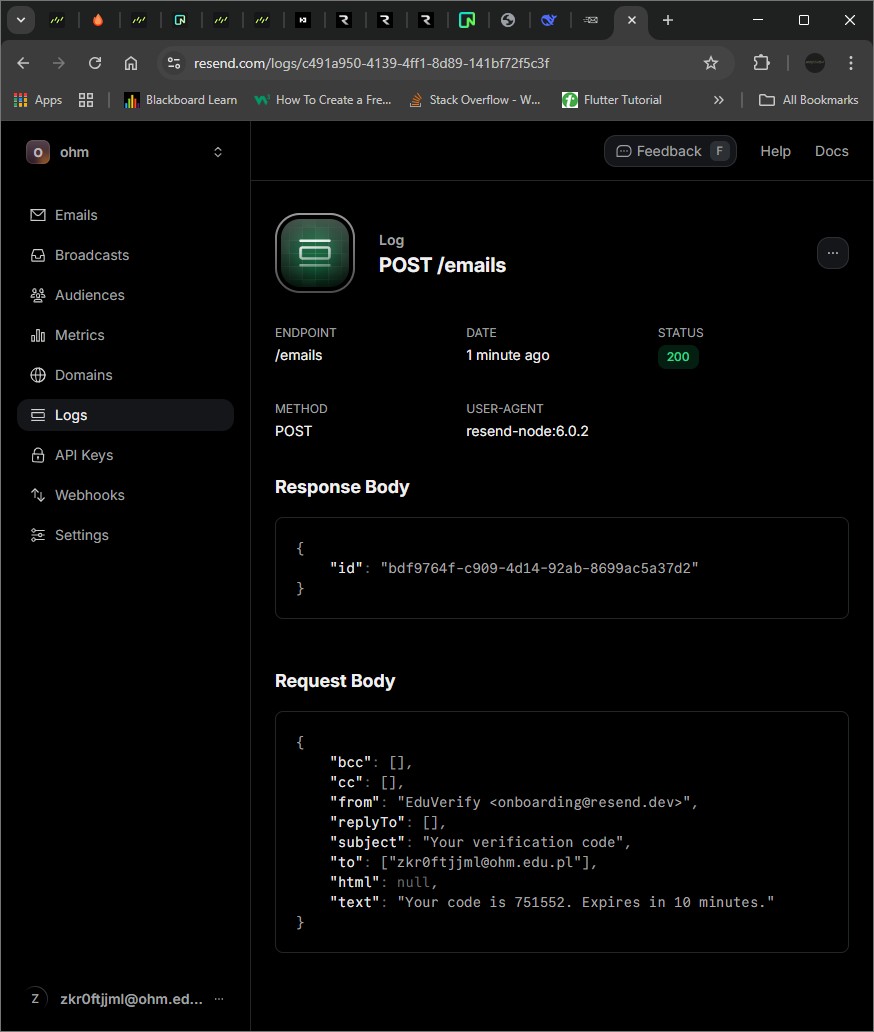 resend.com/logs/c491a950-4139-4ff1-8d89-141bf72f5c3f
Apps
Blackboard Learn
How To Create a Fre...
Stack Overflow - W...
Flutter Tutorial
All Bookmarks
O ohm
Feedback F
Help
Docs
Emails
Broadcasts
Audiences
Metrics
Domains
Logs
API Keys
Webhooks
Settings
Z zkr0ftjjml@ohm.ed...
Log
POST /emails
ENDPOINT
/emails
DATE
1 minute ago
STATUS
200
METHOD
POST
USER-AGENT
resend-node:6.0.2
Response Body
{
"id": "bdf9764f-c909-4d14-92ab-8699ac5a37d2"
}
Request Body
{
"bcc": [],
"cc": [],
"from": "EduVerify <onboarding@resend.dev>",
"replyTo": [],
"subject": "Your verification code",
"to": ["zkr0ftjjml@ohm.edu.pl"],
"html": null,
"text": "Your code is 751552. Expires in 10 minutes."
}